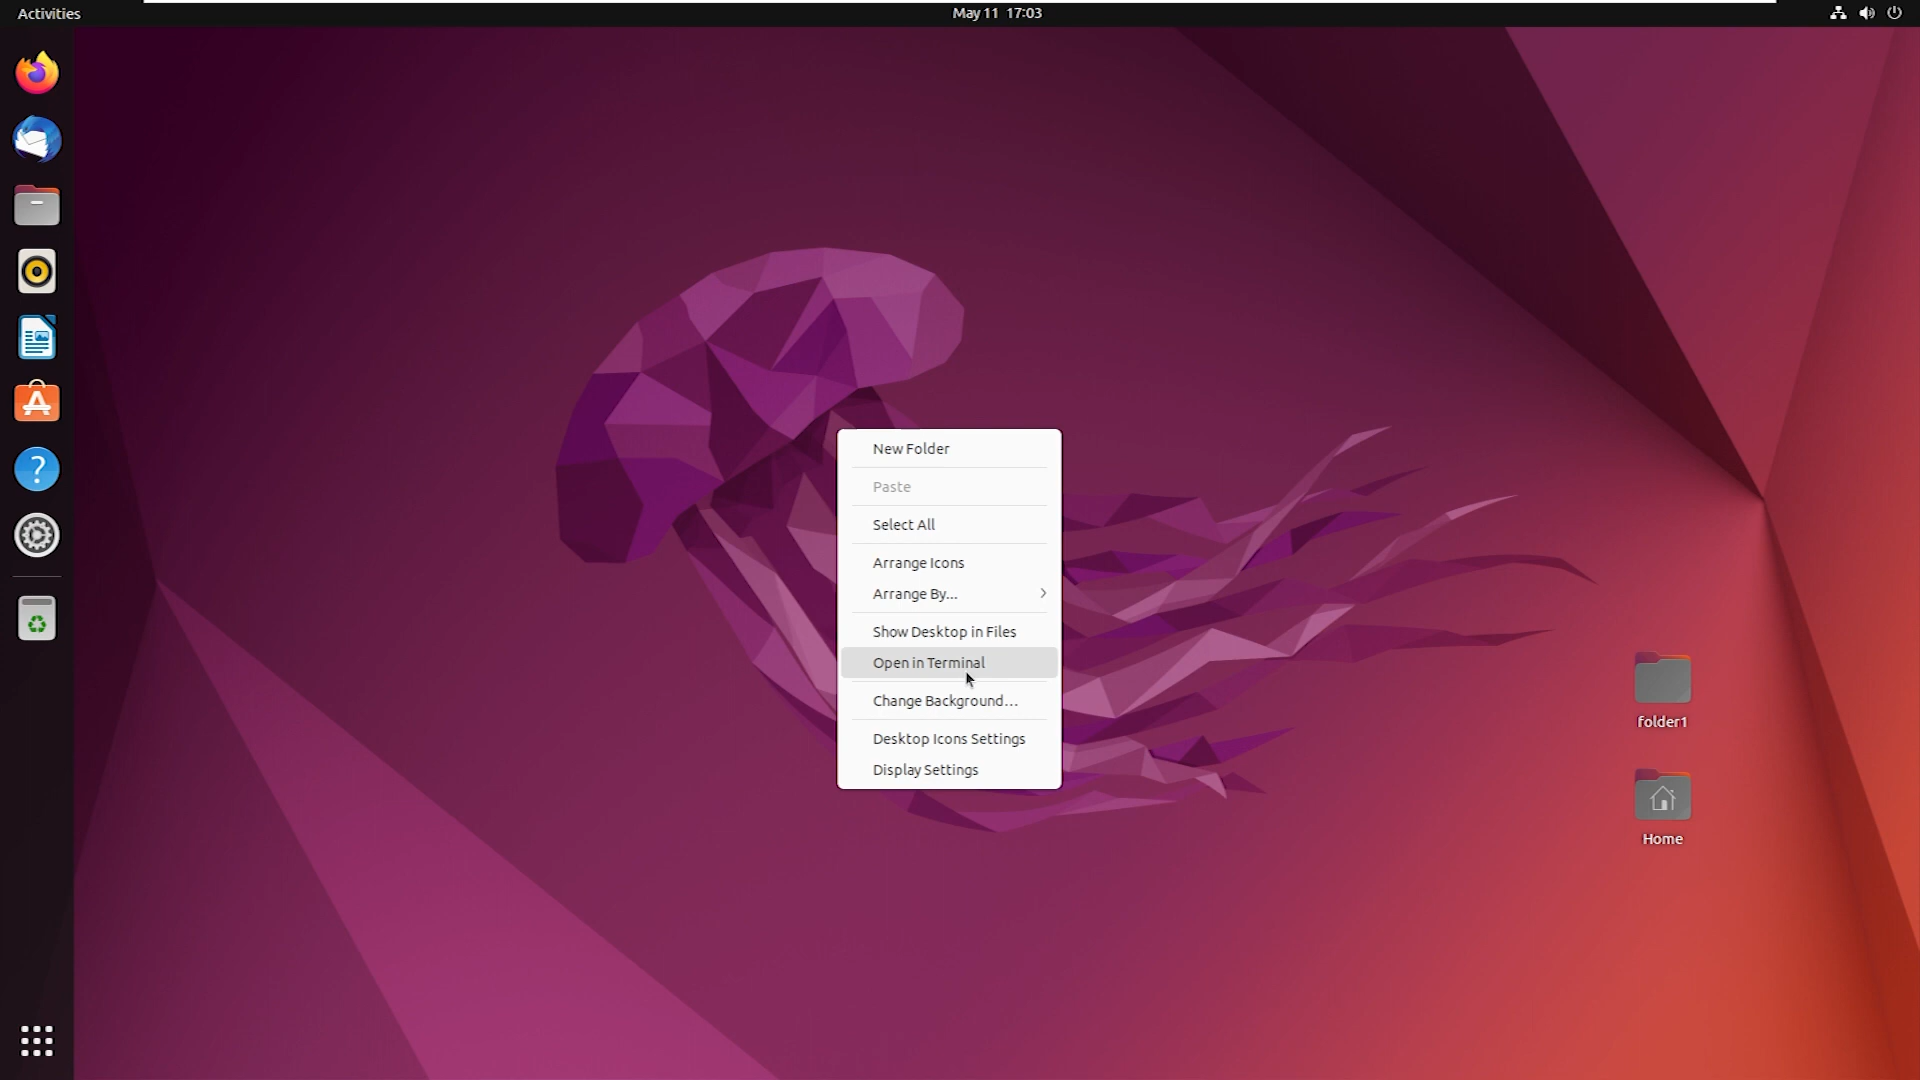 Activities
May 11 17:03
New Folder
Paste
Select All
Arrange Icons
Arrange By...
Show Desktop in Files
Open in Terminal
Change Background...
Desktop Icons Settings
Display Settings
folder1
Home